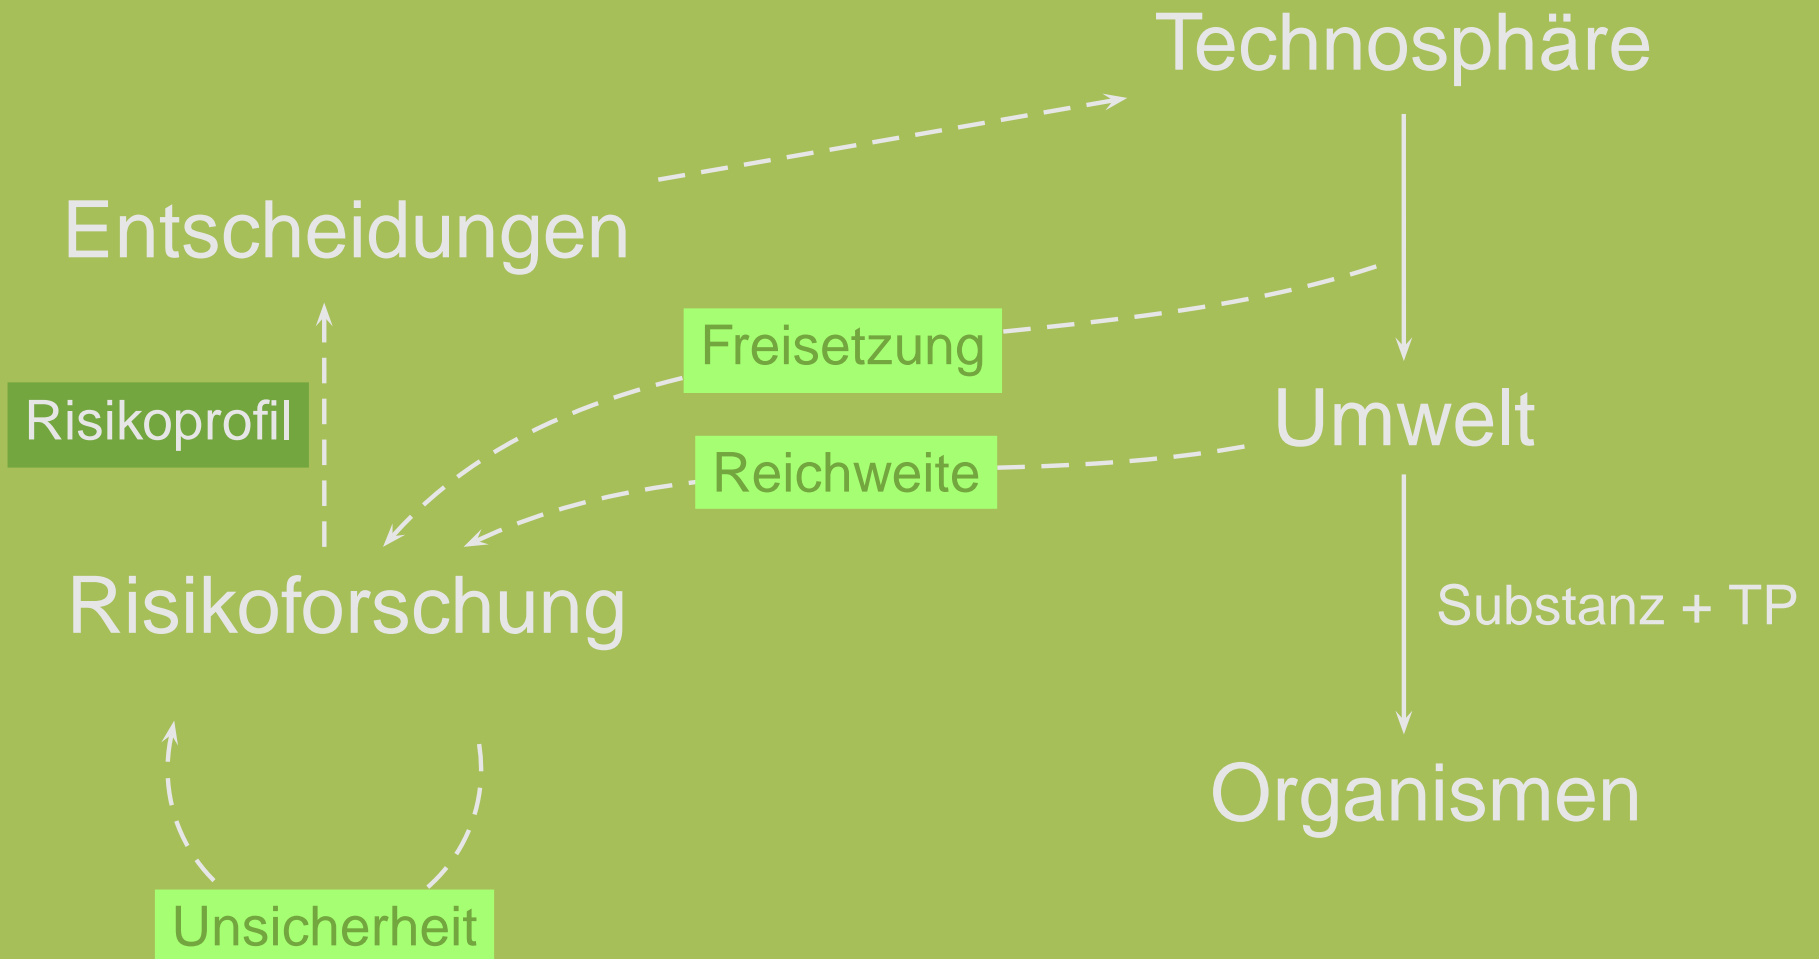 Technosphäre
Entscheidungen
Freisetzung
Risikoprofil
Umwelt
Reichweite
Risikoforschung
Substanz + TP
Organismen
Unsicherheit